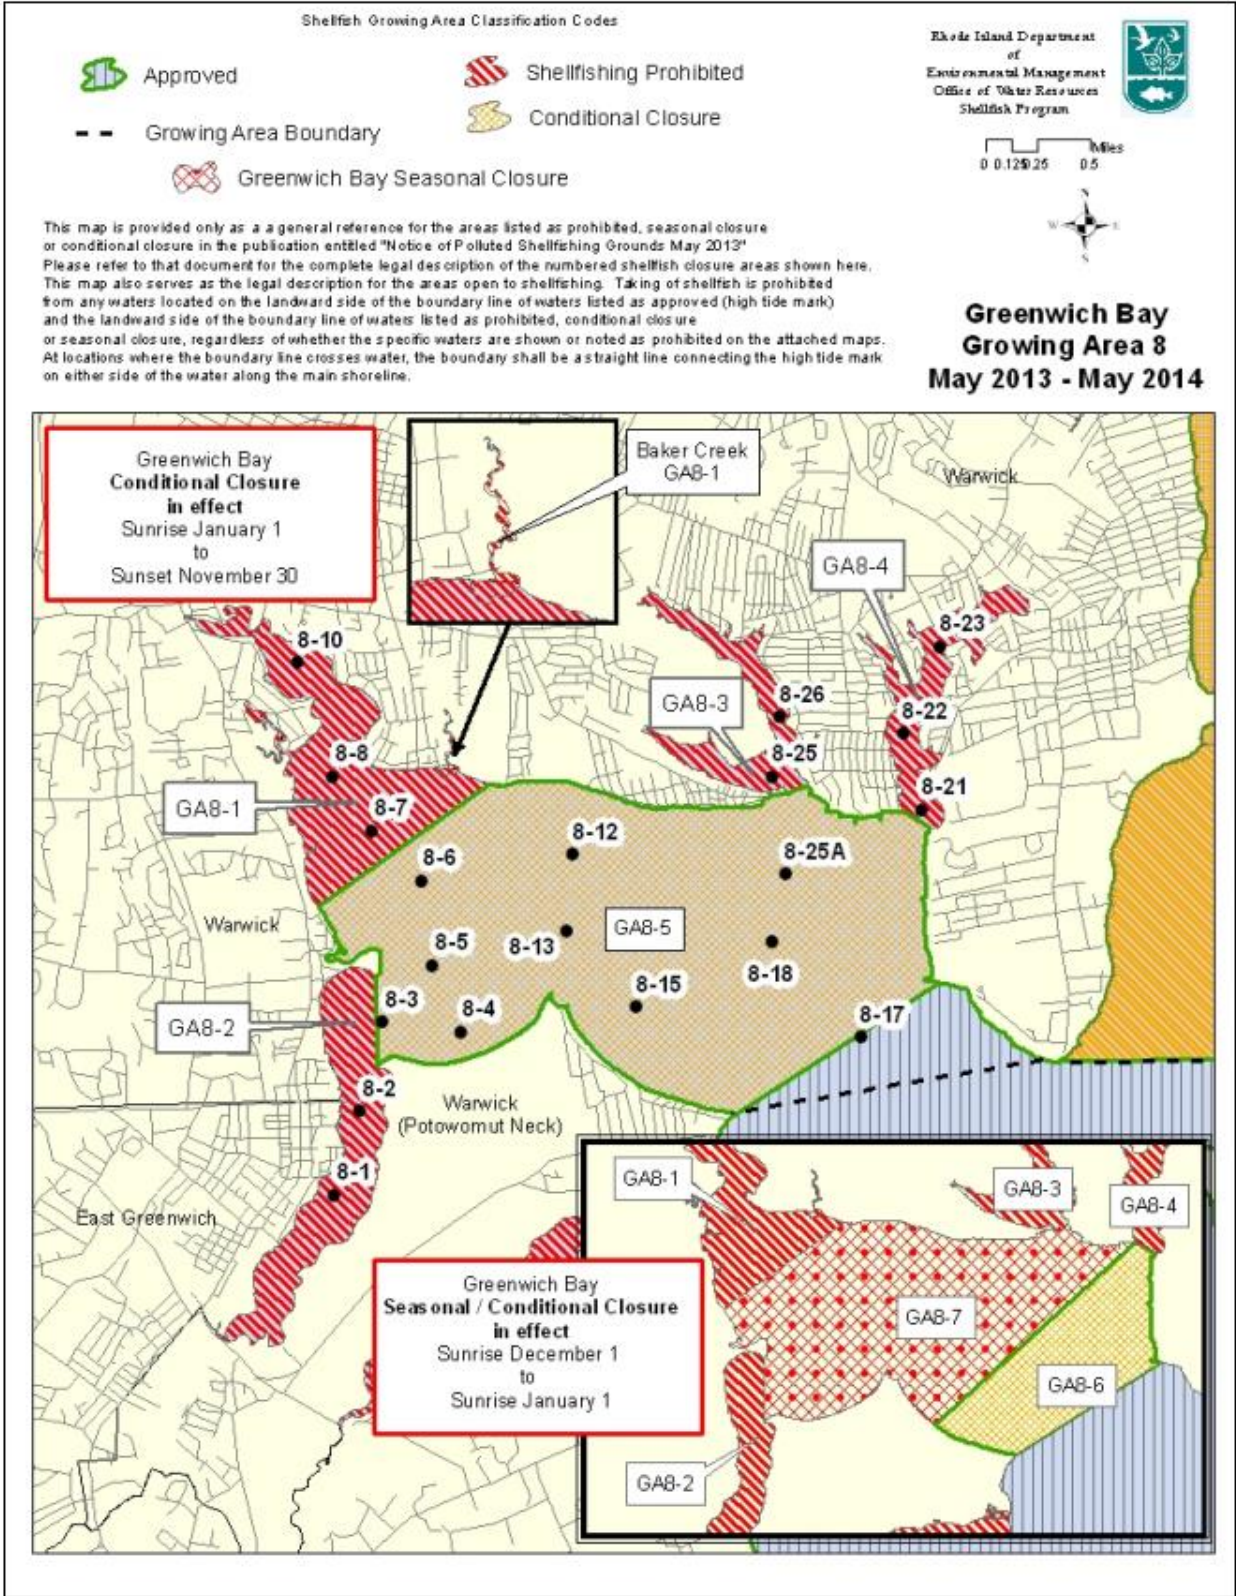 Shellfish Growing Area Classification Codes
Approved
Shellfishing Prohibited
Growing Area Boundary
Conditional Closure
Greenwich Bay Seasonal Closure
Rhode Island Department
of
Environmental Management
Office of Water Resources
Shellfish Program
Miles
0 0.125 0.25 0.5
N
W E
S
This map is provided only as a a general reference for the areas listed as prohibited, seasonal closure
or conditional closure in the publication entitled "Notice of Polluted Shellfishing Grounds May 2013"
Please refer to that document for the complete legal description of the numbered shellfish closure areas shown here.
This map also serves as the legal description for the areas open to shellfishing. Taking of shellfish is prohibited
from any waters located on the landward side of the boundary line of waters listed as approved (high tide mark)
and the landward side of the boundary line of waters listed as prohibited, conditional closure
or seasonal closure, regardless of whether the specific waters are shown or noted as prohibited on the attached maps.
At locations where the boundary line crosses water, the boundary shall be a straight line connecting the high tide mark
on either side of the water along the main shoreline.
Greenwich Bay
Growing Area 8
May 2013 - May 2014
Greenwich Bay
Conditional Closure
in effect
Sunrise January 1
to
Sunset November 30
Baker Creek
GA8-1
Warwick
GA8-4
8-23
8-10
GA8-3
8-26
8-22
8-8
8-25
8-21
GA8-1
8-7
8-12
8-6
8-25A
Warwick
GA8-5
8-5
8-13
8-18
8-15
8-3
8-4
8-17
GA8-2
8-2
Warwick
(Potowomut Neck)
8-1
East Greenwich
GA8-1
GA8-3
GA8-4
GA8-7
GA8-6
GA8-2
Greenwich Bay
Seasonal / Conditional Closure
in effect
Sunrise December 1
to
Sunrise January 1